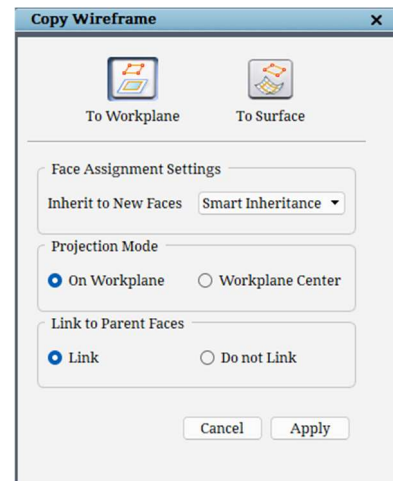 Copy Wireframe
To Workplane To Surface
Face Assignment Settings
Inherit to New Faces Smart Inheritance
Projection Mode
On Workplane Workplane Center
Link to Parent Faces
Link Do not Link
Cancel Apply